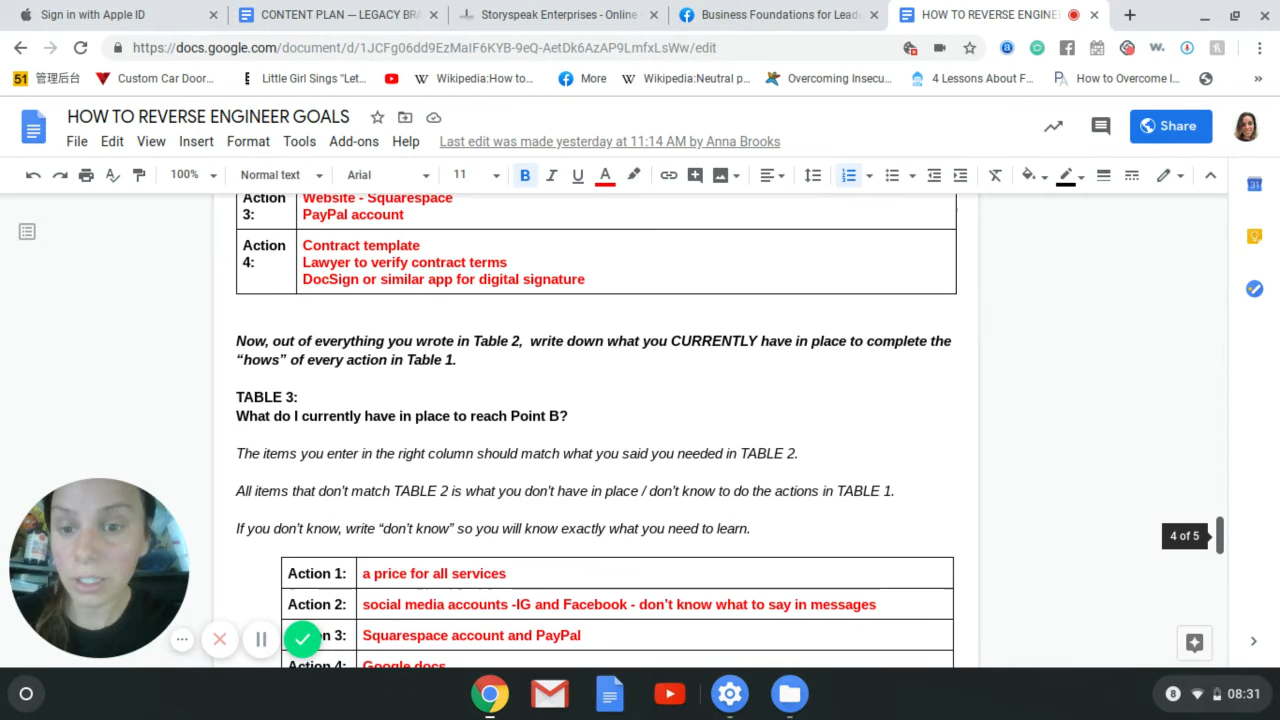 Sign in with Apple ID
CONTENT PLAN — LEGACY BRA
Storyspeak Enterprises - Online
Business Foundations for Lead
HOW TO REVERSE ENGINE
https://docs.google.com/document/d/1JCFg06dd9EzMaIF6KYB-9eQ-AetDk6AzAP9LmfxLsWw/edit
51 管理后台
Custom Car Door...
Little Girl Sings "Let...
Wikipedia:How to...
More
Wikipedia:Neutal p...
Overcoming Insecu...
4 Lessons About F...
How to Overcome I...
HOW TO REVERSE ENGINEER GOALS
File Edit View Insert Format Tools Add-ons Help Last edit was made yesterday at 11:14 AM by Anna Brooks
Share
100% Normal text Arial 11 B I U A
Action 3:
Website - Squarespace
PayPal account
Action 4:
Contract template
Lawyer to verify contract terms
DocSign or similar app for digital signature
Now, out of everything you wrote in Table 2, write down what you CURRENTLY have in place to complete the
“hows” of every action in Table 1.
TABLE 3:
What do I currently have in place to reach Point B?
The items you enter in the right column should match what you said you needed in TABLE 2.
All items that don’t match TABLE 2 is what you don’t have in place / don’t know to do the actions in TABLE 1.
If you don’t know, write “don’t know” so you will know exactly what you need to learn.
4 of 5
Action 1: a price for all services
Action 2: social media accounts -IG and Facebook - don’t know what to say in messages
3: Squarespace account and PayPal
Action 4: Google docs
8 08:31